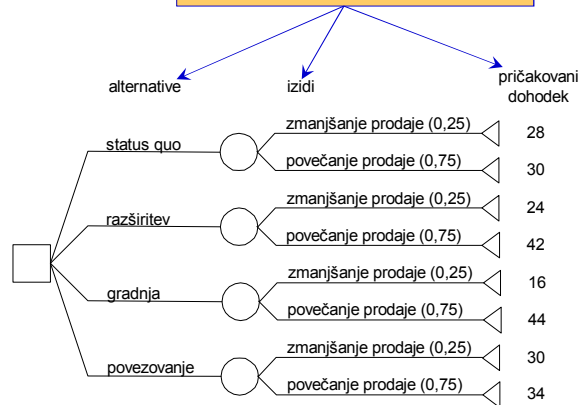 alternative
izidi
pričakovani
dohodek
status quo
zmanjšanje prodaje (0,25)
28
povečanje prodaje (0,75)
30
razširitev
zmanjšanje prodaje (0,25)
24
povečanje prodaje (0,75)
42
gradnja
zmanjšanje prodaje (0,25)
16
povečanje prodaje (0,75)
44
povezovanje
zmanjšanje prodaje (0,25)
30
povečanje prodaje (0,75)
34